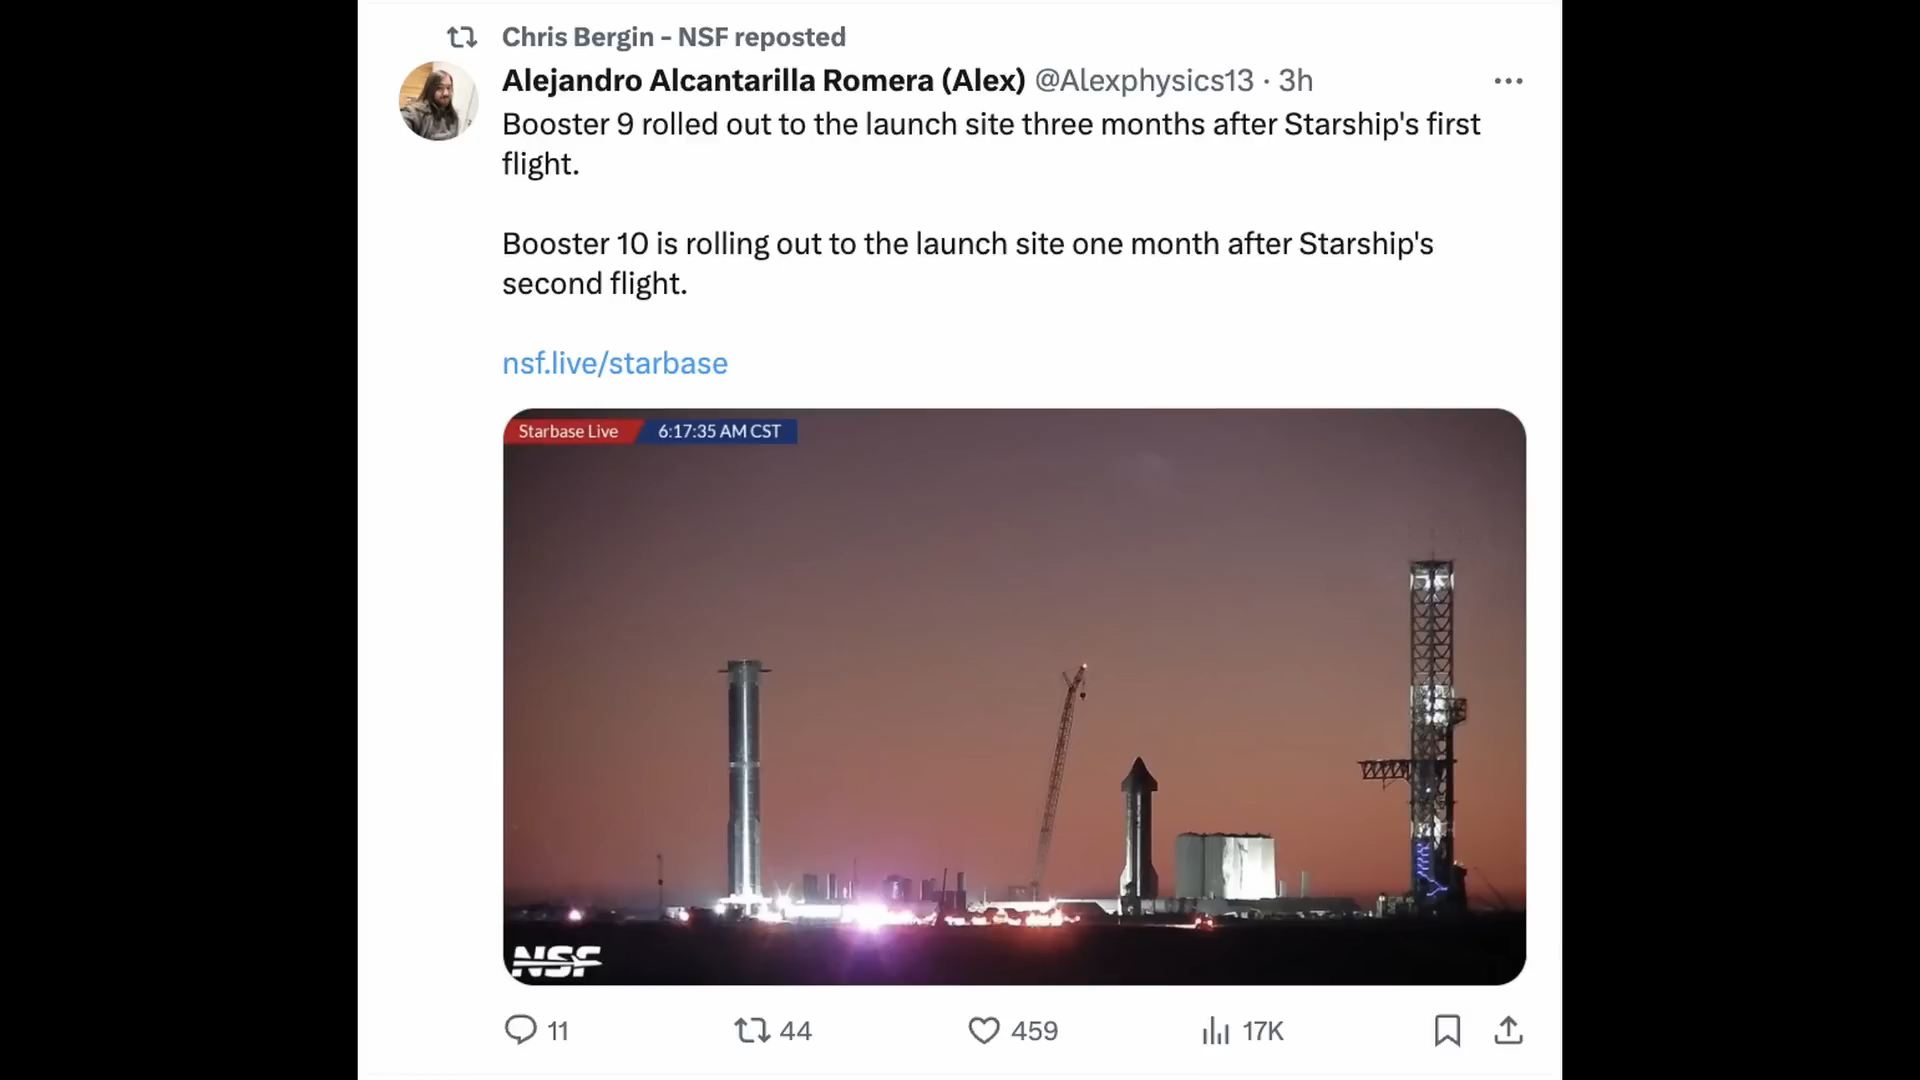 Chris Bergin - NSF reposted
Alejandro Alcantarilla Romera (Alex) @Alexphysics13 · 3h
Booster 9 rolled out to the launch site three months after Starship's first
flight.
Booster 10 is rolling out to the launch site one month after Starship's
second flight.
nsf.live/starbase
Starbase Live 6:17:35 AM CST
NSF
11 44 459 17K